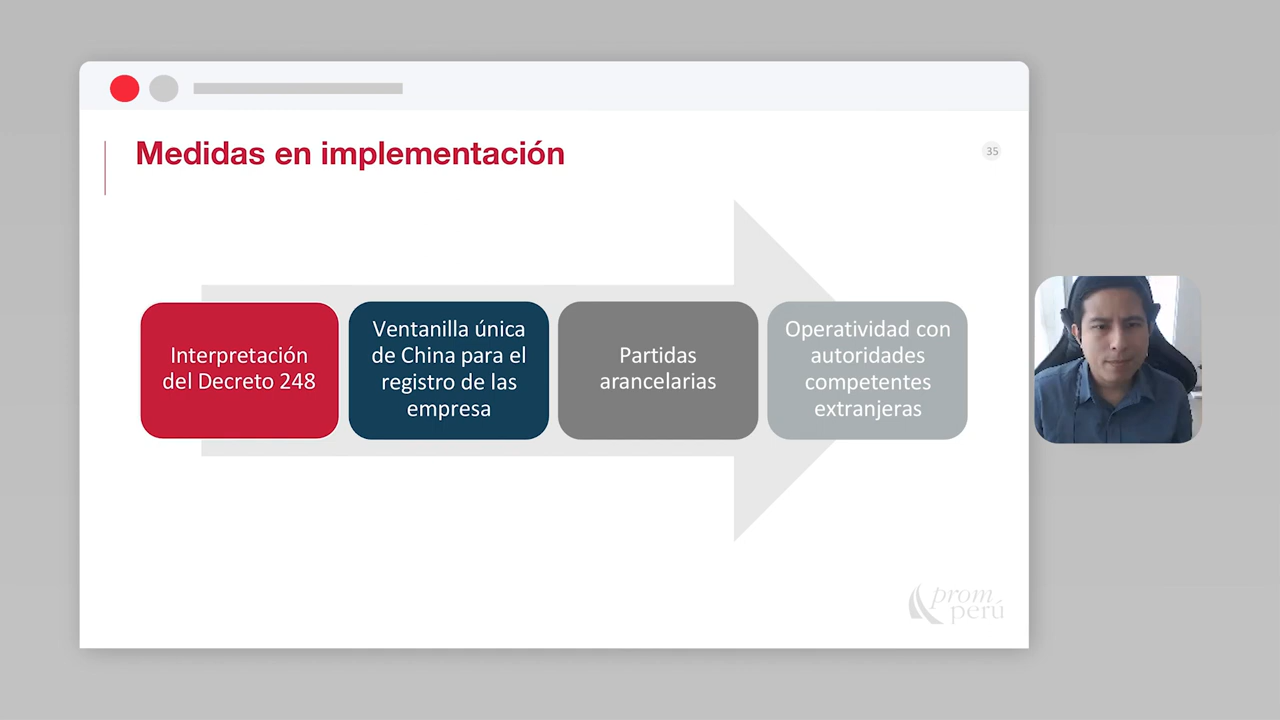 Medidas en implementación
35
Interpretación
del Decreto 248
Ventanilla única
de China para el
registro de las
empresa
Partidas
arancelarias
Operatividad con
autoridades
competentes
extranjeras
prom
perú